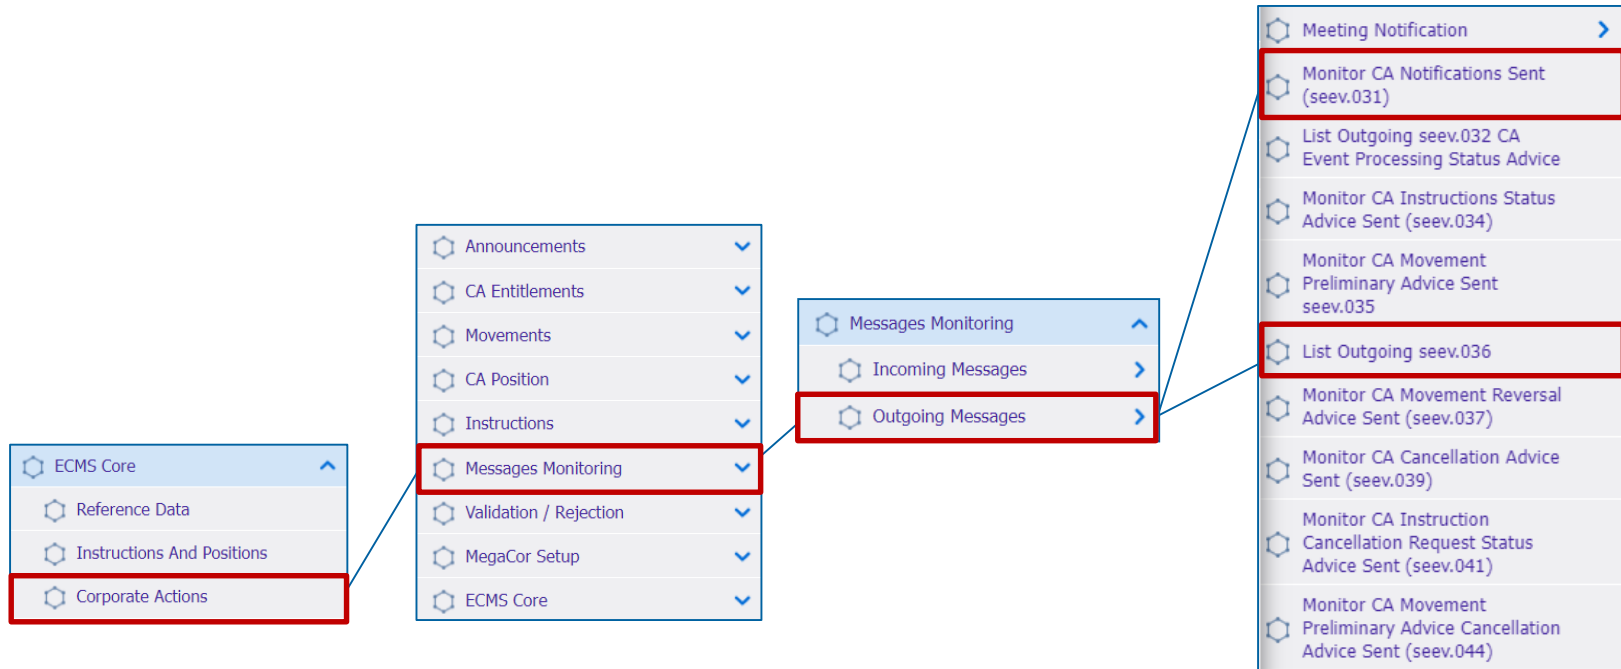 ECMS Core
Reference Data
Instructions And Positions
Corporate Actions
Announcements
CA Entitlements
Movements
CA Position
Instructions
Messages Monitoring
Validation / Rejection
MegaCor Setup
ECMS Core
Messages Monitoring
Incoming Messages
Outgoing Messages
Meeting Notification
Monitor CA Notifications Sent
(seev.031)
List Outgoing seev.032 CA
Event Processing Status Advice
Monitor CA Instructions Status
Advice Sent (seev.034)
Monitor CA Movement
Preliminary Advice Sent
seev.035
List Outgoing seev.036
Monitor CA Movement Reversal
Advice Sent (seev.037)
Monitor CA Cancellation Advice
Sent (seev.039)
Monitor CA Instruction
Cancellation Request Status
Advice Sent (seev.041)
Monitor CA Movement
Preliminary Advice Cancellation
Advice Sent (seev.044)